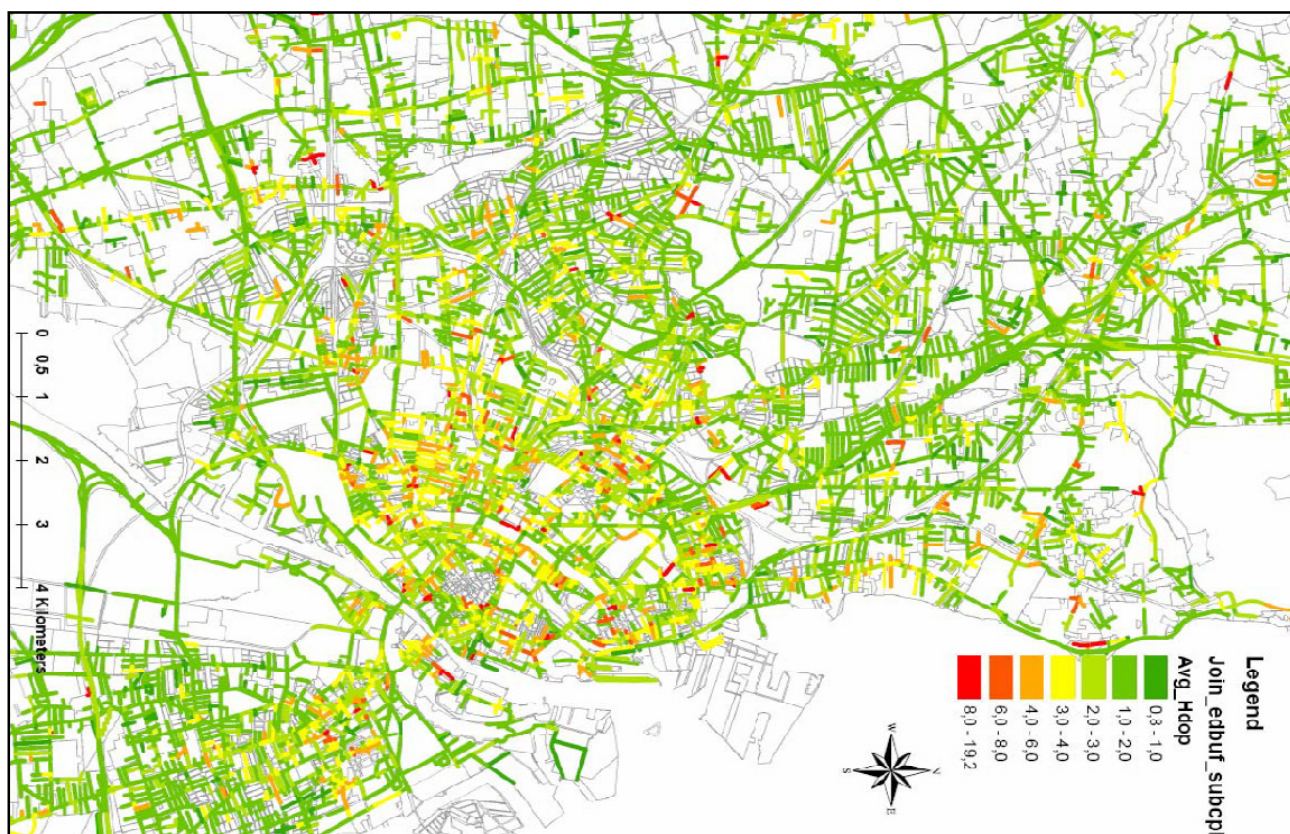 Legend
Join_edbuf_subcpl
Avg_Hdop
0,3 - 1,0
1,0 - 2,0
2,0 - 3,0
3,0 - 4,0
4,0 - 6,0
6,0 - 8,0
8,0 - 19,2
0 0,5 1 2 3 4 Kilometers
W
N
S
E